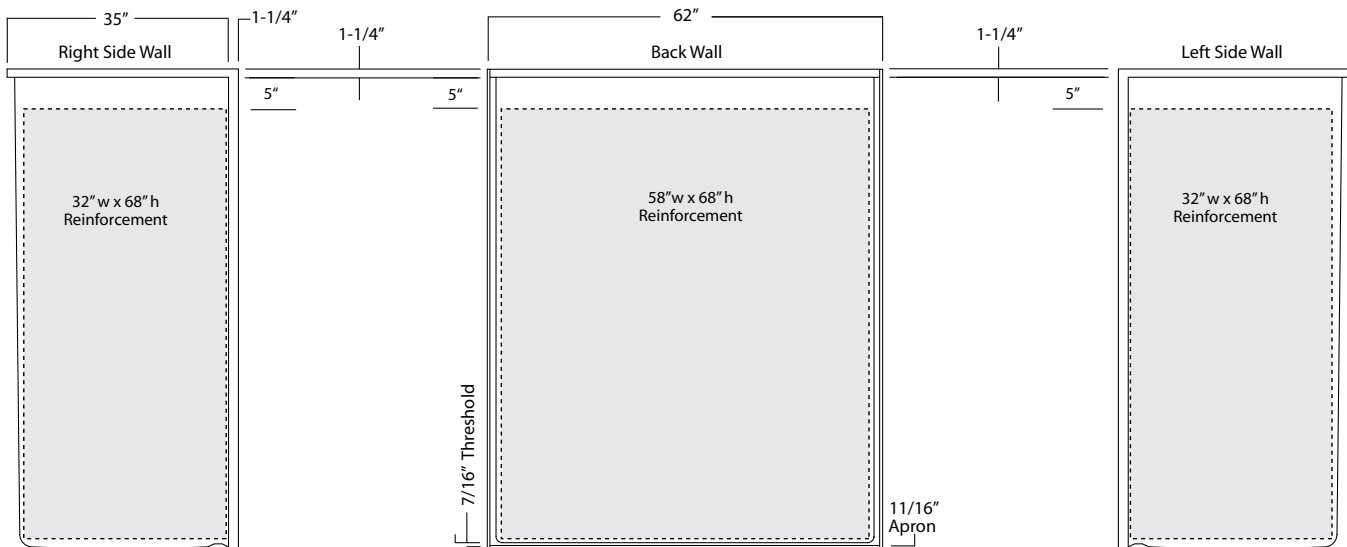 35”
1-1/4”
62”
1-1/4”
1-1/4”
Right Side Wall
Back Wall
Left Side Wall
5”
5”
5”
32” w x 68” h
Reinforcement
58”w x 68” h
Reinforcement
32” w x 68” h
Reinforcement
7/16” Threshold
11/16”
Apron